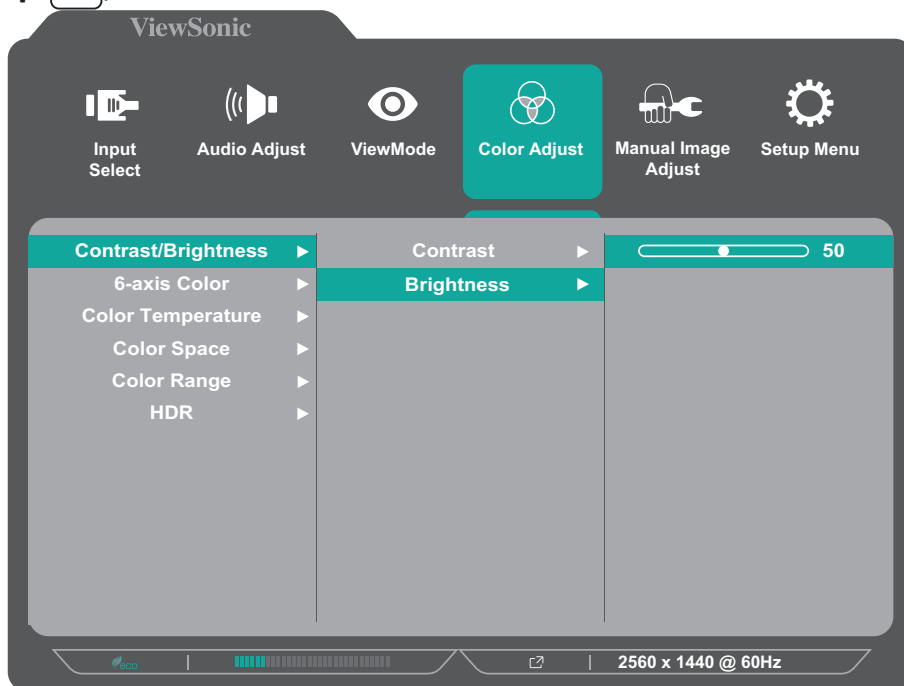 ViewSonic
Input
Select
Audio Adjust
ViewMode
Color Adjust
Manual Image
Adjust
Setup Menu
Contrast/Brightness
Contrast
50
6-axis Color
Brightness
Color Temperature
Color Space
Color Range
HDR
eco
2560 x 1440 @ 60Hz